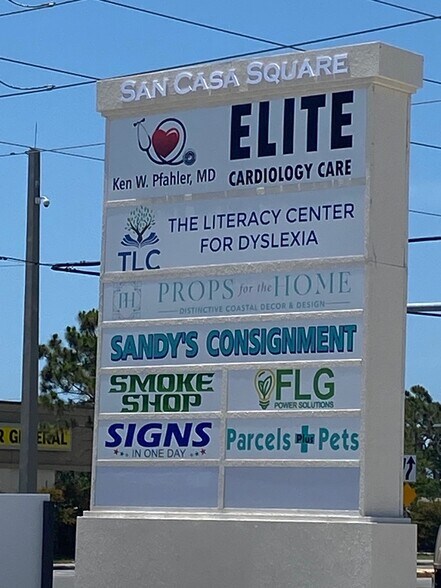 SAN CASA SQUARE
Ken W. Pfahler, MD
ELITE
CARDIOLOGY CARE
TLC
THE LITERACY CENTER
FOR DYSLEXIA
PROPS for the HOME
DISTINCTIVE COASTAL DECOR & DESIGN
SANDY'S CONSIGNMENT
SMOKE
SHOP
FLG
POWER SOLUTIONS
SIGNS
IN ONE DAY
Parcels Plus Pets
GENERAL